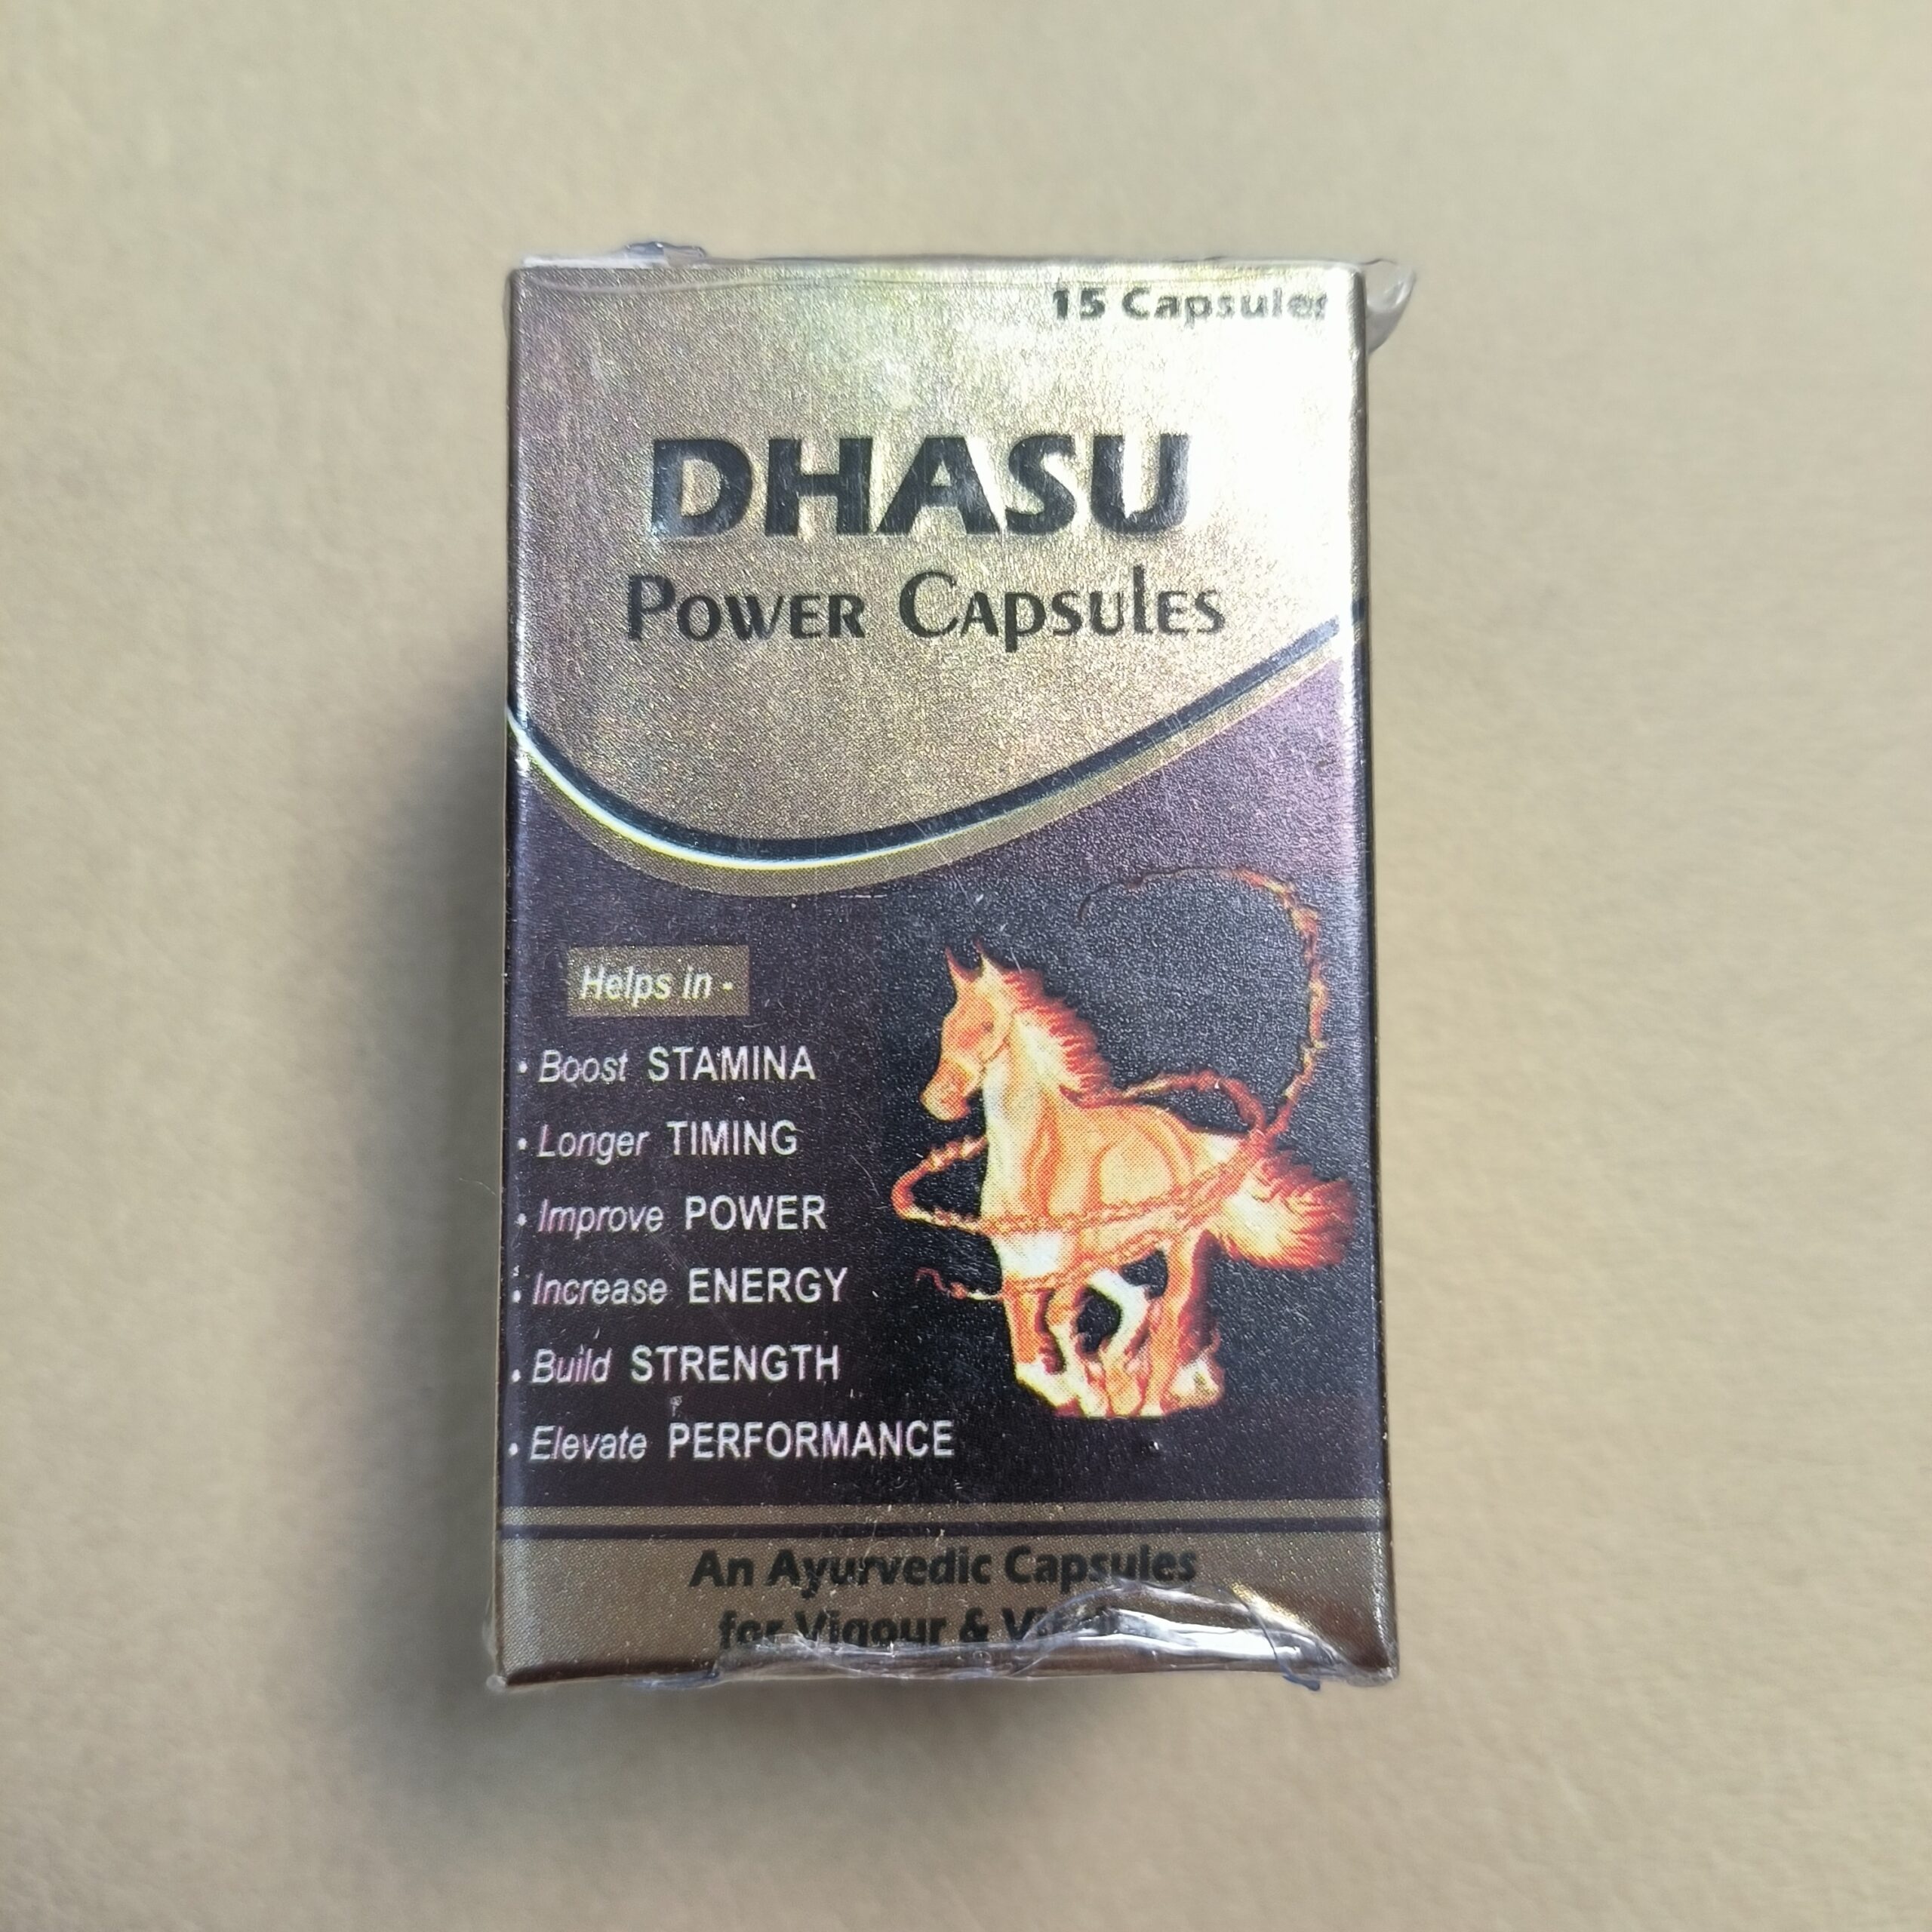 15 Capsules
DHASU
POWER CAPSULES
Helps in -
• Boost STAMINA
• Longer TIMING
• Improve POWER
• Increase ENERGY
• Build STRENGTH
• Elevate PERFORMANCE
An Ayurvedic Capsules
for Vigour &